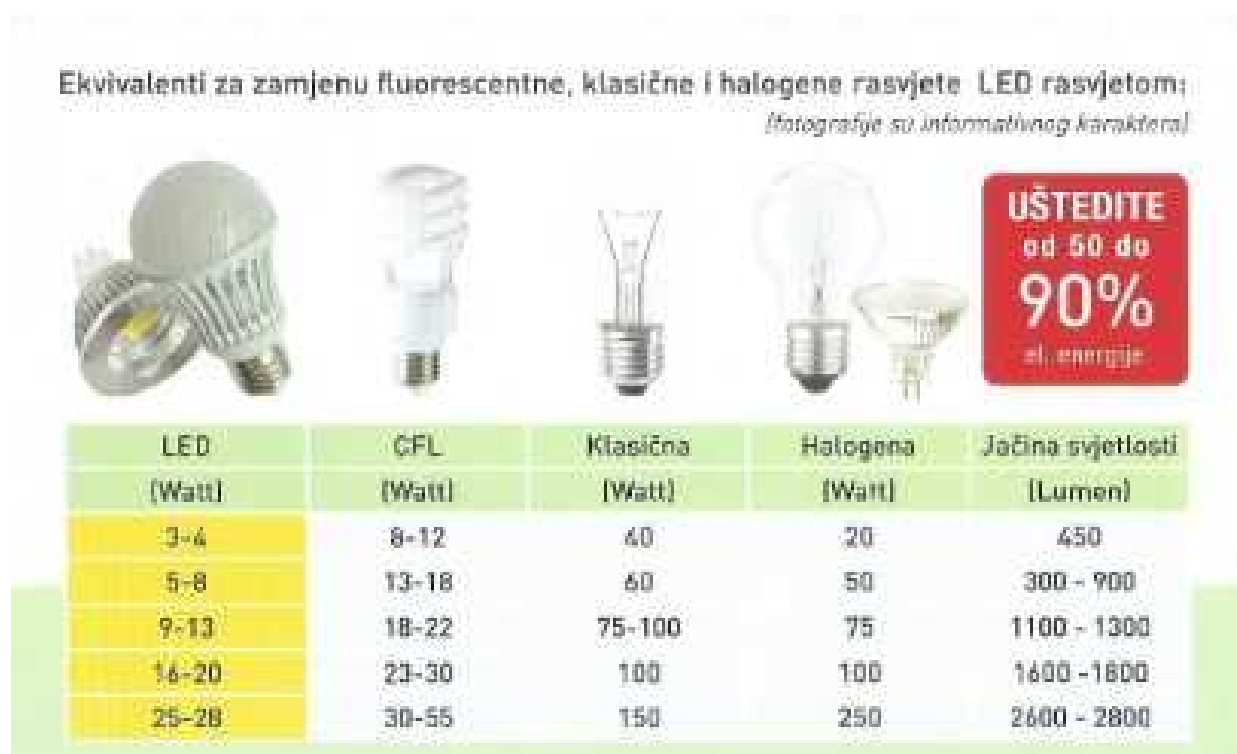 Ekvivalenti za zamjenu fluorescentne, klasične i halogene rasvjete LED rasvjetom:
(fotografije su informativnog karaktera)
UŠTEDITE
od 50 do
90%
el. energije
LED CFL Klasična Halogena Jačina svjetlosti
(Watt) (Watt) (Watt) (Watt) (Lumen)
3-4 8-12 40 20 450
5-8 13-18 60 50 300 - 900
9-13 18-22 75-100 75 1100 - 1300
16-20 23-30 100 100 1600 -1800
25-28 30-55 150 250 2600 - 2800